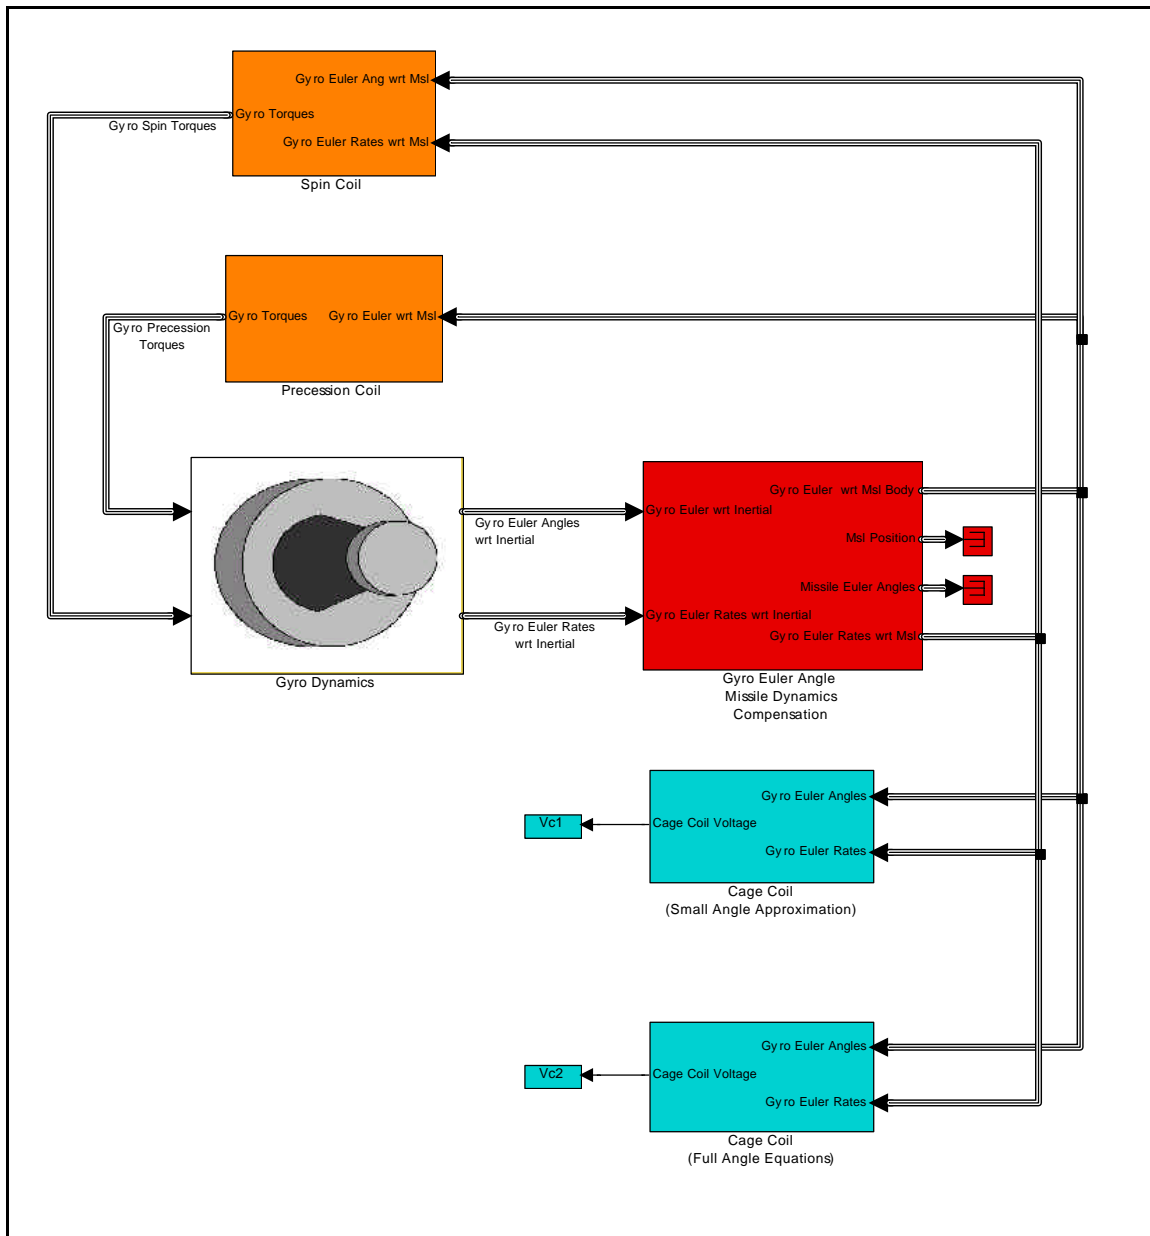 Gyro Euler Ang wrt Msl
Gyro Torques
Gyro Spin Torques
Gyro Euler Rates wrt Msl
Spin Coil
Gyro Torques
Gyro Euler wrt Msl
Gyro Precession
Torques
Precession Coil
Gyro Euler wrt Msl Body
Gyro Euler wrt Inertial
Gyro Euler Angles
wrt Inertial
Msl Position
Missile Euler Angles
Gyro Euler Rates wrt Inertial
Gyro Euler Rates
wrt Inertial
Gyro Euler Rates wrt Msl
Gyro Dynamics
Gyro Euler Angle
Missile Dynamics
Compensation
Gyro Euler Angles
Vc1
Cage Coil Voltage
Gyro Euler Rates
Cage Coil
(Small Angle Approximation)
Gyro Euler Angles
Vc2
Cage Coil Voltage
Gyro Euler Rates
Cage Coil
(Full Angle Equations)